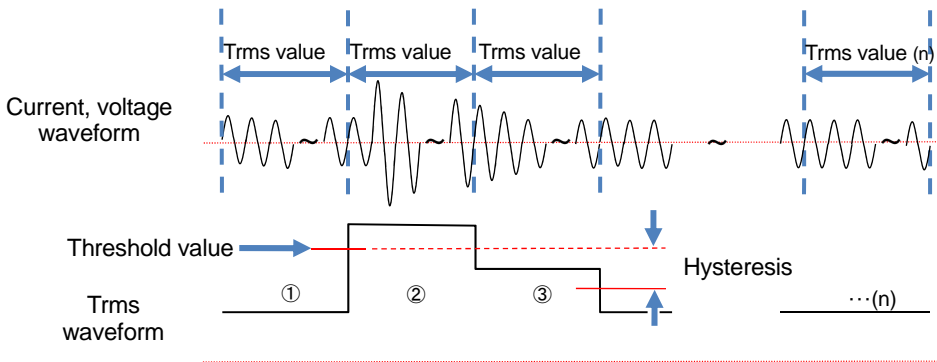 Trms value Trms value Trms value Trms value (n)
Current, voltage
waveform
~ ~ ~ ~ ~
Threshold value
Hysteresis
① ② ③ ⋯(n)
Trms
waveform